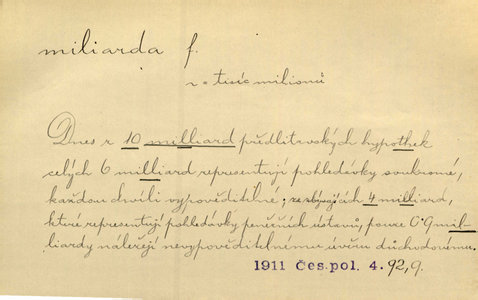 miliarda f.
= tisíc milionů
Dnes z 10 milliard předlitavských hypothek
celých 6 milliard representují pohledávky soukromé,
každou chvíli vypověditelné; ze zbývajících 4 milliard,
které representují pohledávky peněžních ústavů, pouze 0·9 mil-
liardy náležejí nevypověditelnému úvěru důchodovému.
1911 Čes. pol. 4. 92, 9.